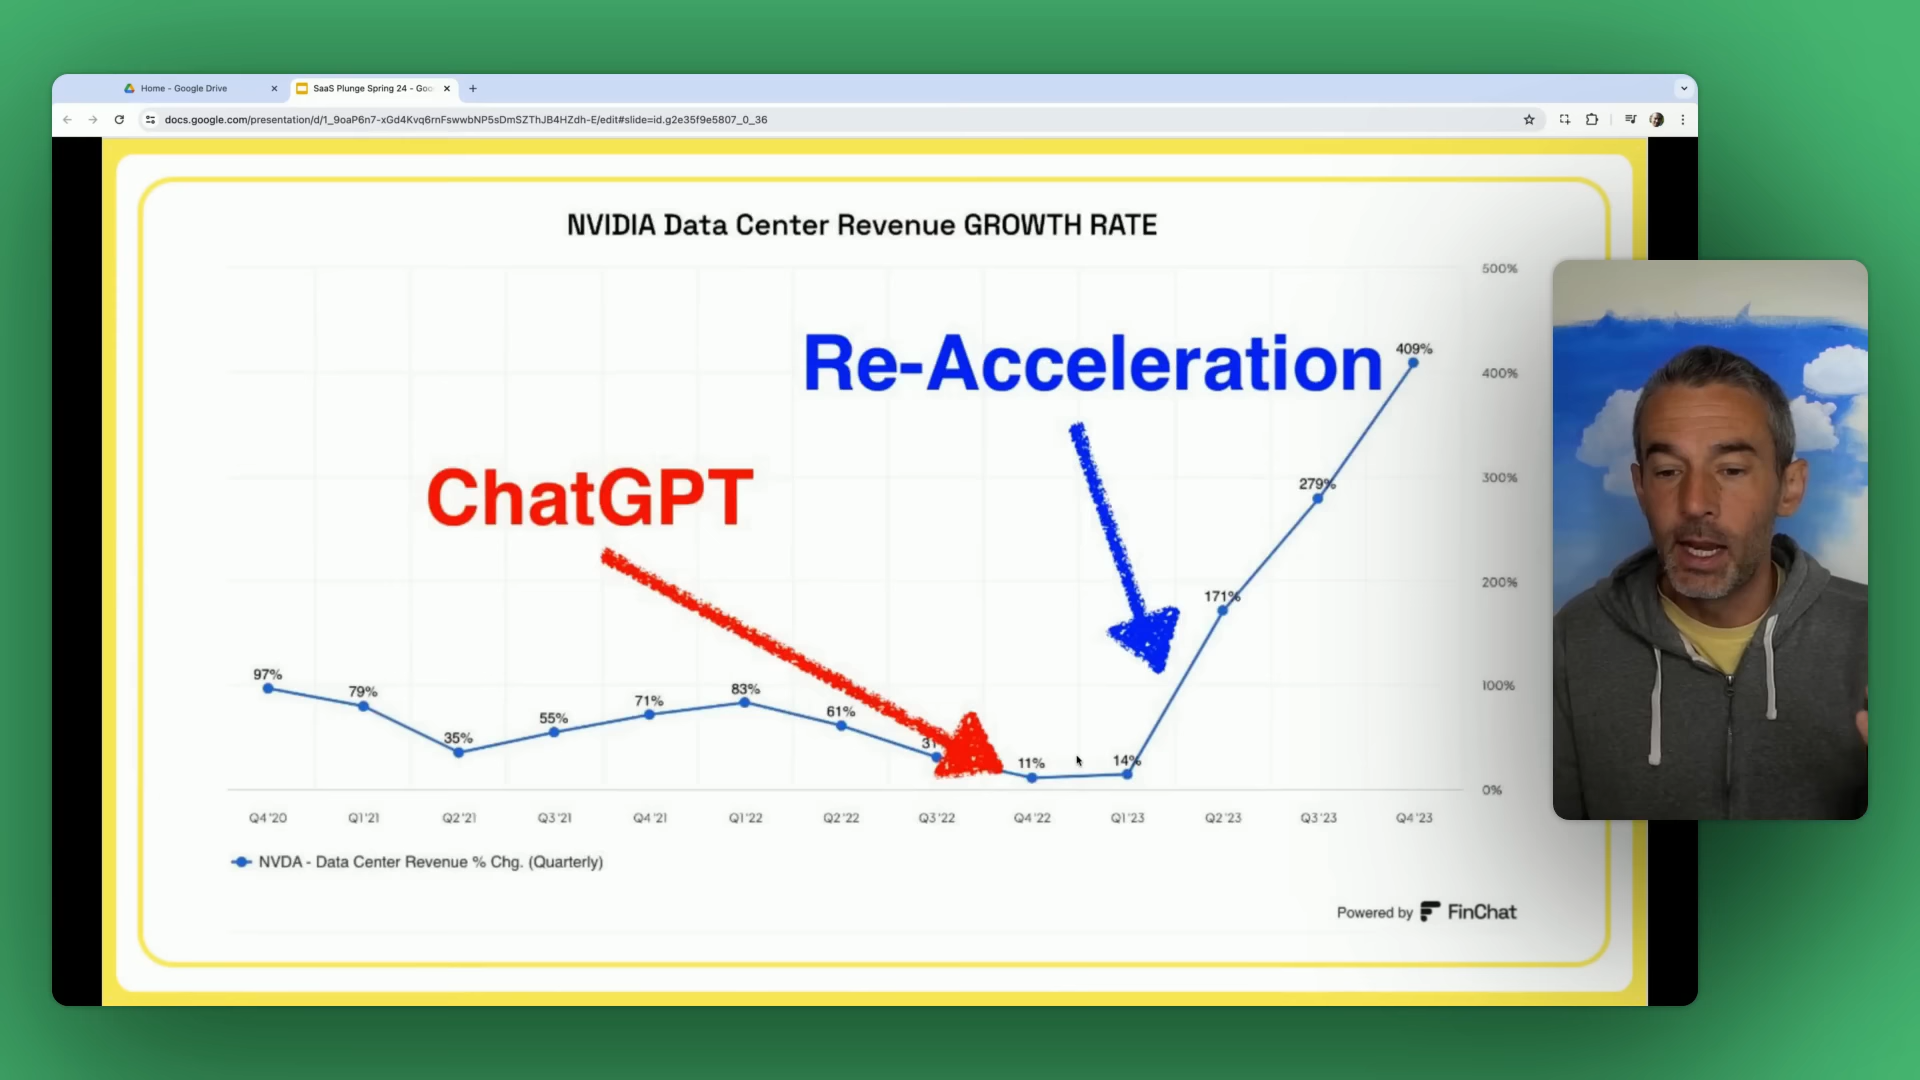 Home - Google Drive
SaaS Plunge Spring 24 - Goo
docs.google.com/presentation/d/1_9oaP6n7-xGd4Kvq6rnFswwbNP5sDmSZThJB4HZdh-E/edit#slide=id.g2e35f9e5807_0_36
NVIDIA Data Center Revenue GROWTH RATE
500%
Re-Acceleration
409%
400%
ChatGPT
279%
300%
171%
200%
97%
79%
35%
55%
71%
83%
61%
11%
14%
100%
0%
Q4 '20
Q1 '21
Q2 '21
Q3 '21
Q4 '21
Q1 '22
Q2 '22
Q3 '22
Q4 '22
Q1 '23
Q2 '23
Q3 '23
Q4 '23
NVDA - Data Center Revenue % Chg. (Quarterly)
Powered by FinChat